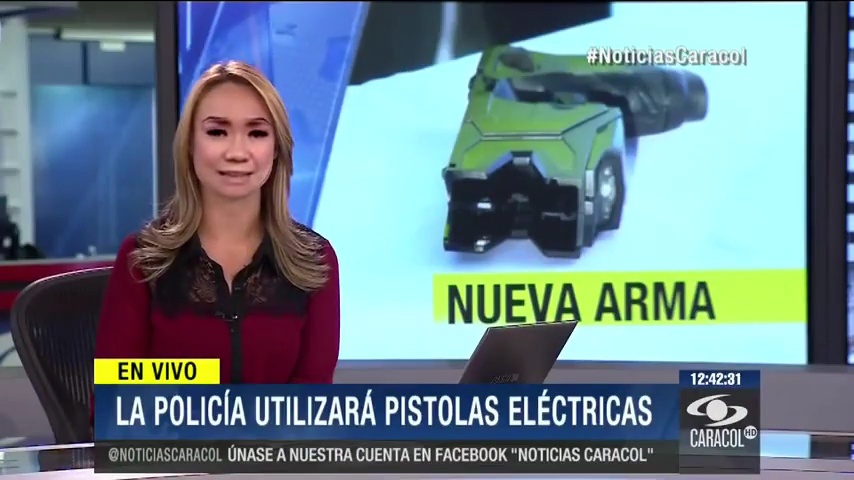 #NoticiasCaracol
NUEVA ARMA
EN VIVO
12:42:31
LA POLICÍA UTILIZARÁ PISTOLAS ELÉCTRICAS
CARACOL HD
@NOTICIASCARACOL ÚNASE A NUESTRA CUENTA EN FACEBOOK "NOTICIAS CARACOL"